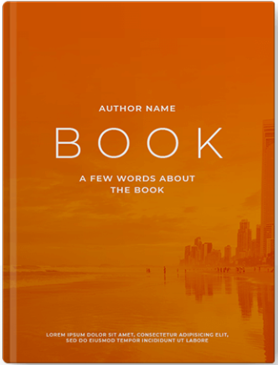 AUTHOR NAME
BOOK
A FEW WORDS ABOUT
THE BOOK
LOREM IPSUM DOLOR SIT AMET, CONSECTETUR ADIPISICING ELIT,
SED DO EIUSMOD TEMPOR INCIDIDUNT UT LABORE